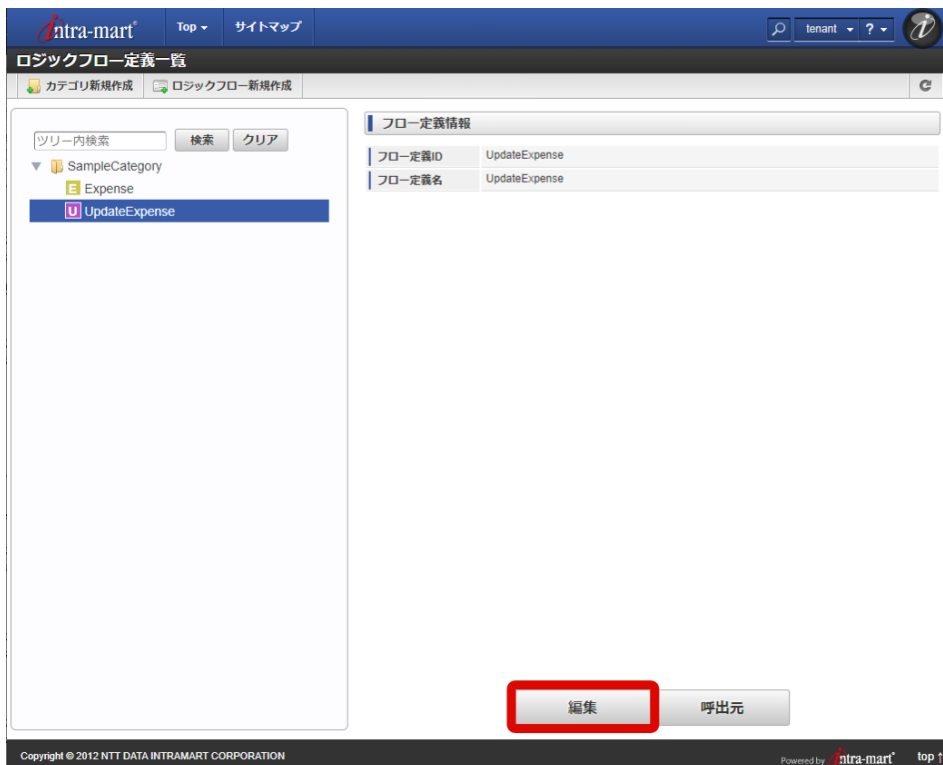 intra-mart® Top サイトマップ tenant ?
ロジックフロー定義一覧
カテゴリ新規作成 ロジックフロー新規作成
フロー定義情報
ツリー内検索 検索 クリア
フロー定義ID UpdateExpense
SampleCategory
フロー定義名 UpdateExpense
E Expense
U UpdateExpense
編集 呼出元
Copyright © 2012 NTT DATA INTRAMART CORPORATION Powered by intra-mart® top ↑